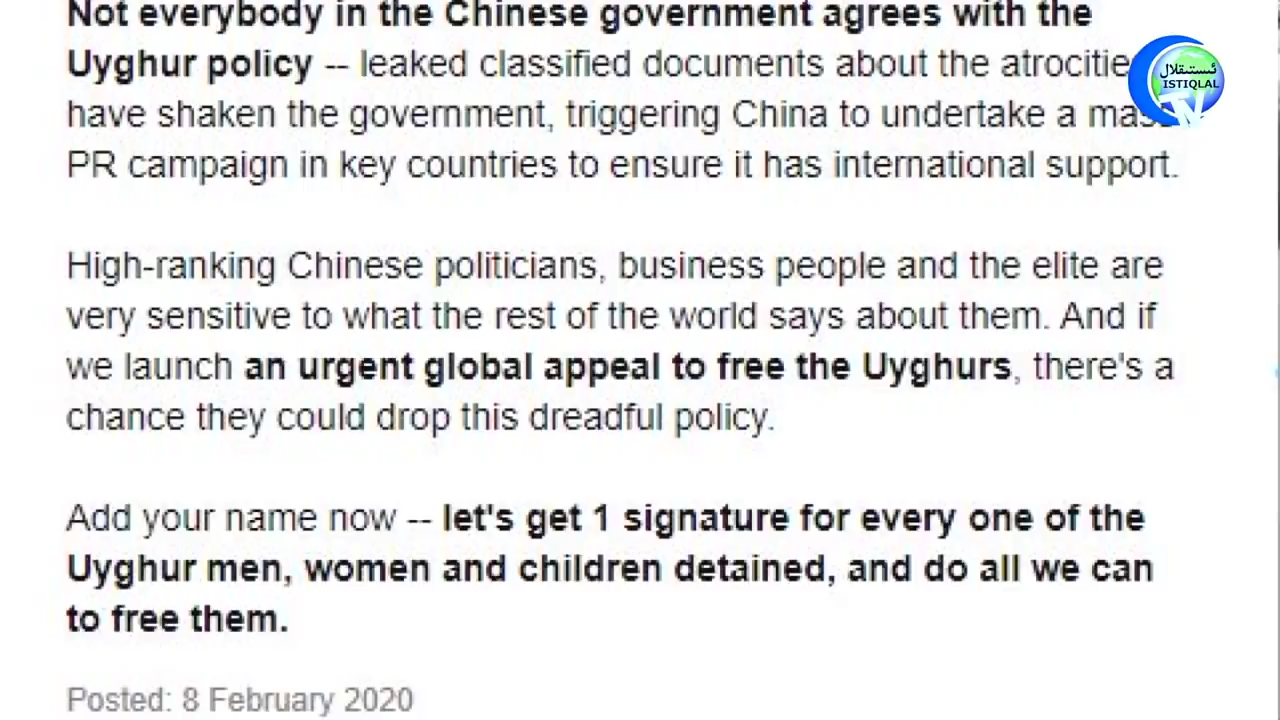 Not everybody in the Chinese government agrees with the
Uyghur policy -- leaked classified documents about the atrocitie
have shaken the government, triggering China to undertake a mass
PR campaign in key countries to ensure it has international support.
High-ranking Chinese politicians, business people and the elite are
very sensitive to what the rest of the world says about them. And if
we launch an urgent global appeal to free the Uyghurs, there's a
chance they could drop this dreadful policy.
Add your name now -- let's get 1 signature for every one of the
Uyghur men, women and children detained, and do all we can
to free them.
Posted: 8 February 2020
ئىستىقلال
ISTIQLAL
TV